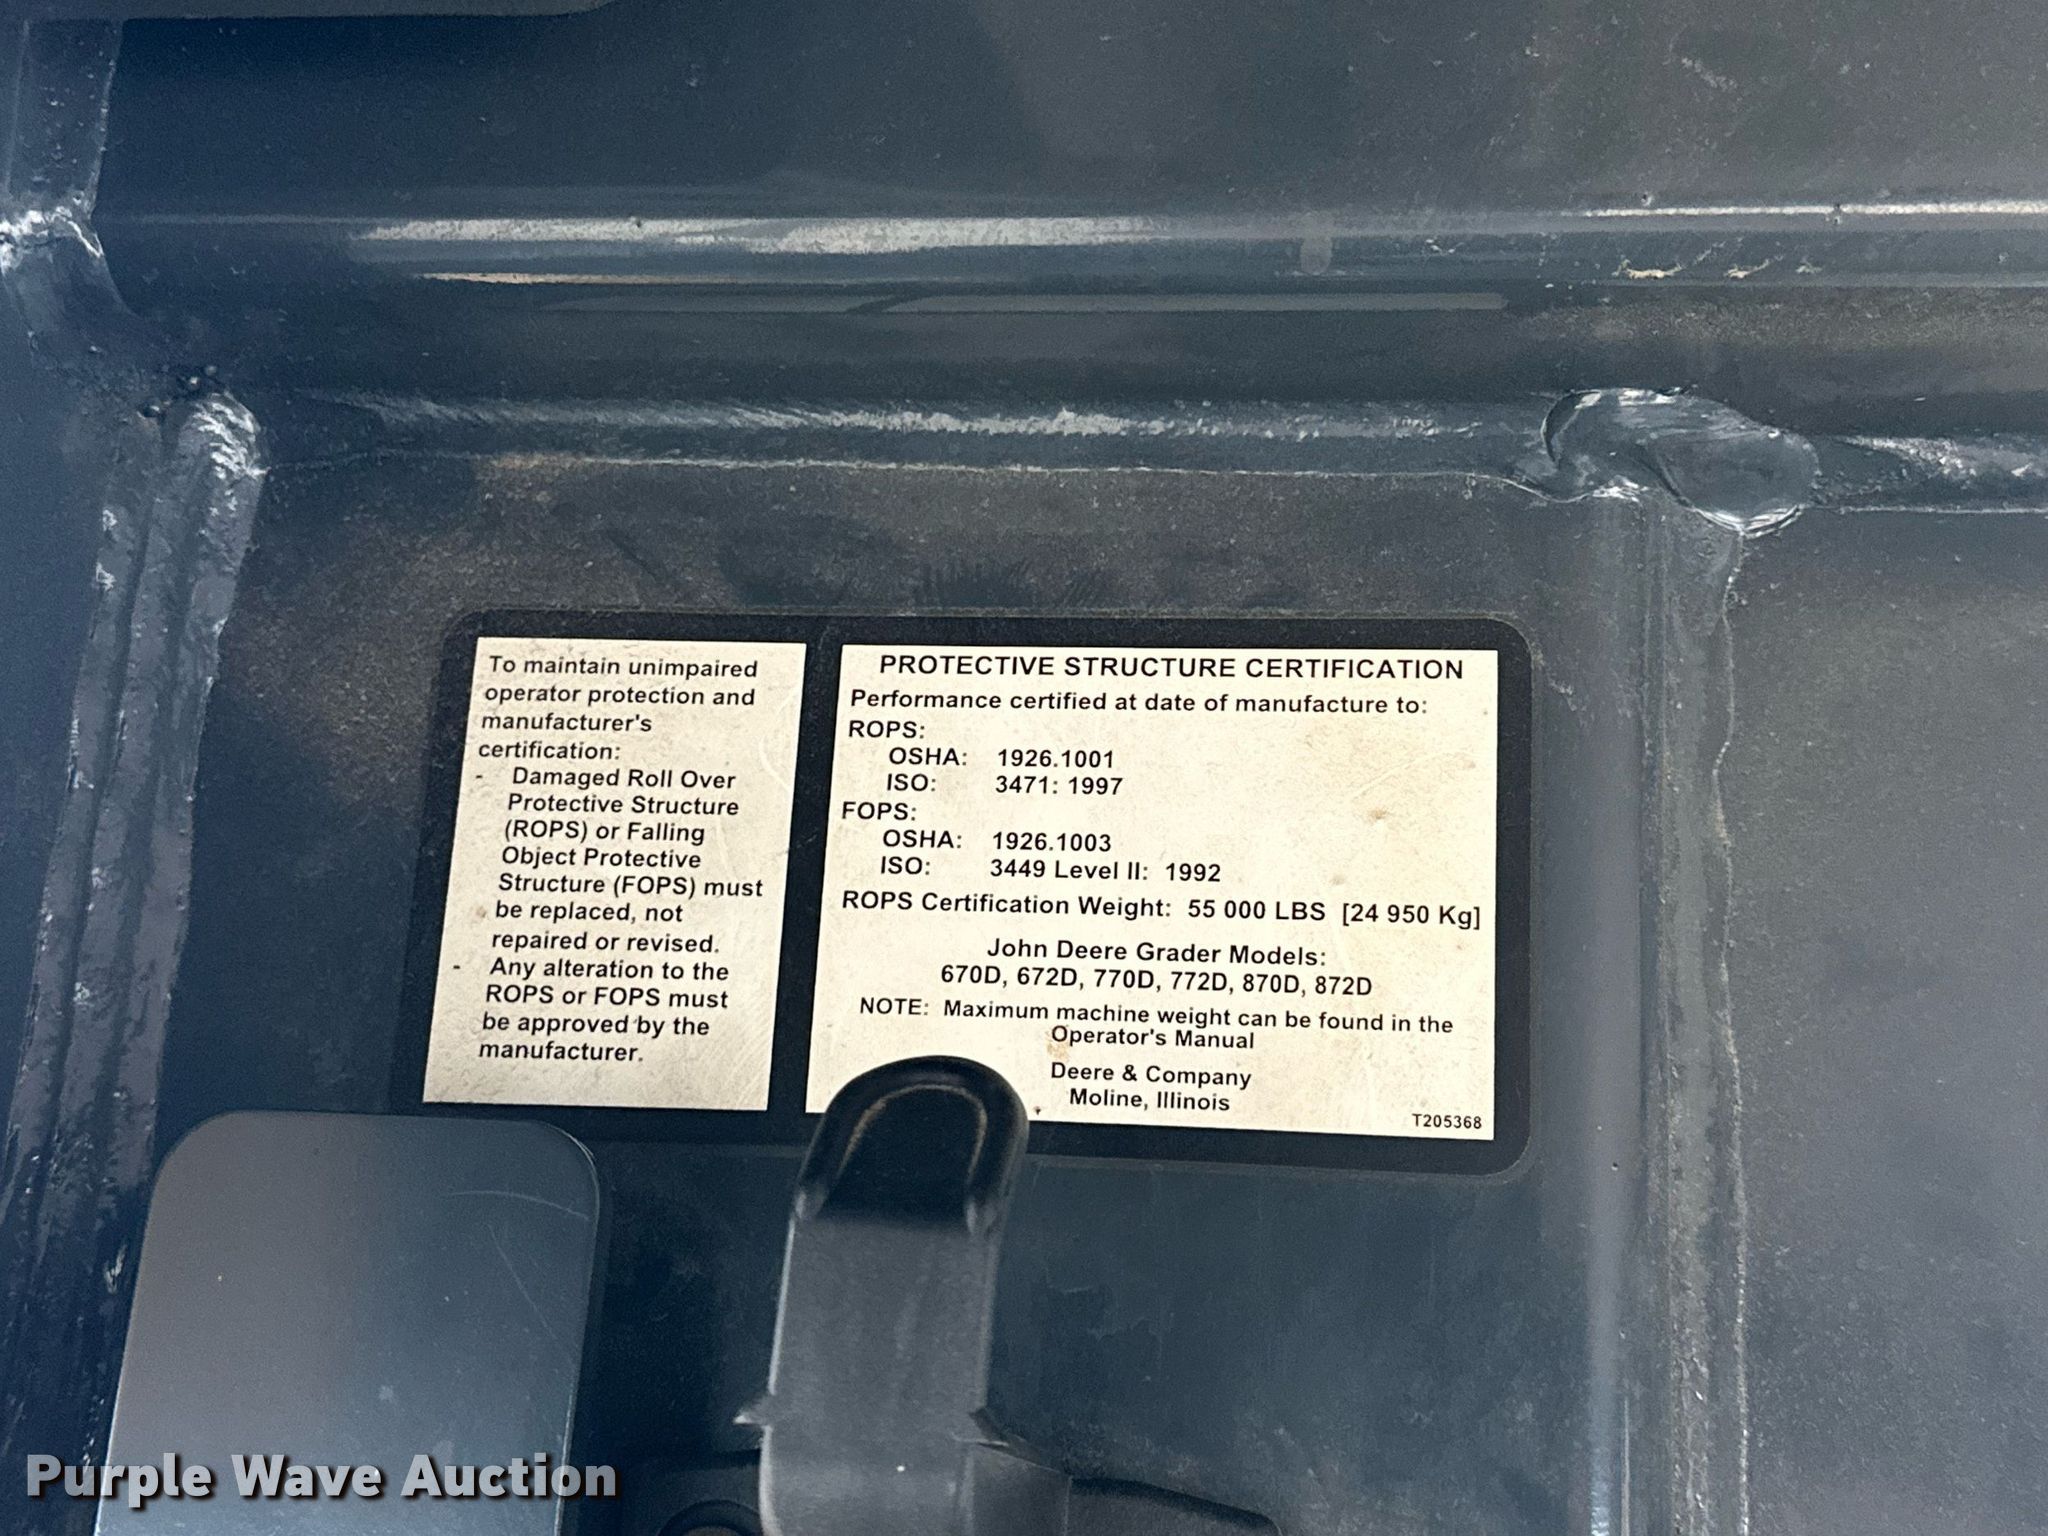 To maintain unimpaired
operator protection and
manufacturer's
certification:
- Damaged Roll Over
Protective Structure
(ROPS) or Falling
Object Protective
Structure (FOPS) must
be replaced, not
repaired or revised.
- Any alteration to the
ROPS or FOPS must
be approved by the
manufacturer.
PROTECTIVE STRUCTURE CERTIFICATION
Performance certified at date of manufacture to:
ROPS:
OSHA: 1926.1001
ISO: 3471: 1997
FOPS:
OSHA: 1926.1003
ISO: 3449 Level II: 1992
ROPS Certification Weight: 55 000 LBS [24 950 Kg]
John Deere Grader Models:
670D, 672D, 770D, 772D, 870D, 872D
NOTE: Maximum machine weight can be found in the
Operator's Manual
Deere & Company
Moline, Illinois
T205368
Purple Wave Auction